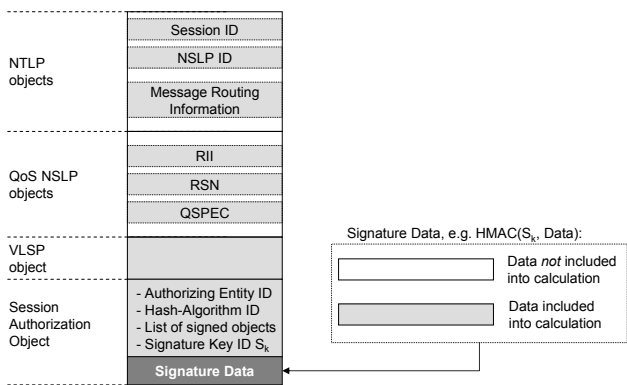 NTLP
objects
Session ID
NSLP ID
Message Routing
Information
QoS NSLP
objects
RII
RSN
QSPEC
VLSP
object
Session
Authorization
Object
- Authorizing Entity ID
- Hash-Algorithm ID
- List of signed objects
- Signature Key ID Sk
Signature Data
Signature Data, e.g. HMAC(Sk, Data):
Data not included
into calculation
Data included
into calculation